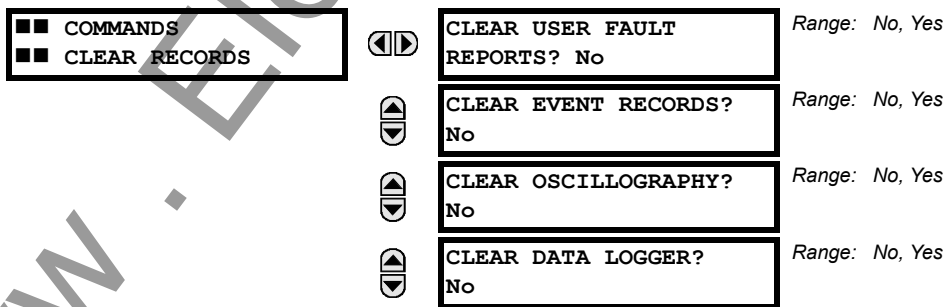 ■■ COMMANDS
■■ CLEAR RECORDS
CLEAR USER FAULT
REPORTS? No
Range: No, Yes
CLEAR EVENT RECORDS?
No
Range: No, Yes
CLEAR OSCILLOGRAPHY?
No
Range: No, Yes
CLEAR DATA LOGGER?
No
Range: No, Yes